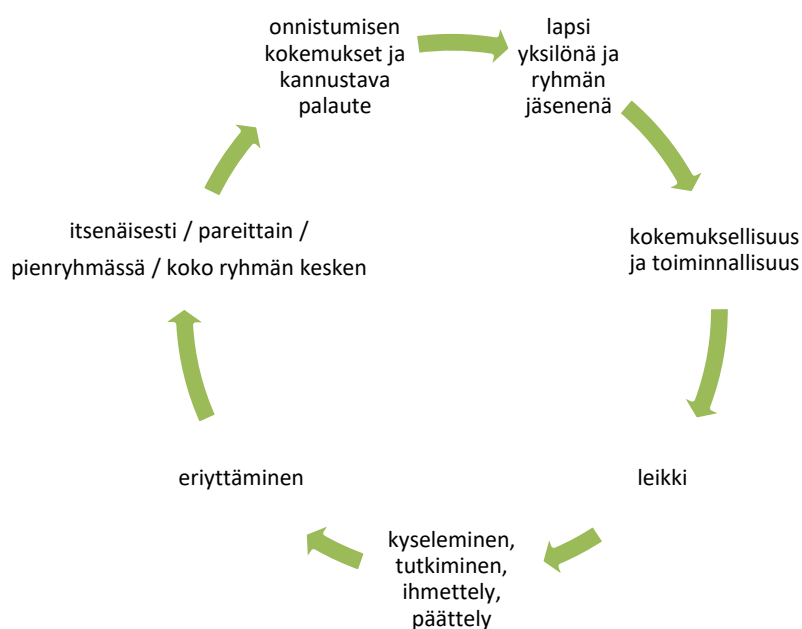 onnistumisen
kokemukset ja
kannustava
palaute
lapsi
yksilönä ja
ryhmän
jäsenenä
kokemuksellisuus
ja toiminnallisuus
leikki
kyseleminen,
tutkiminen,
ihmettely,
päättely
eriyttäminen
itsenäisesti / pareittain /
pienryhmässä / koko ryhmän kesken